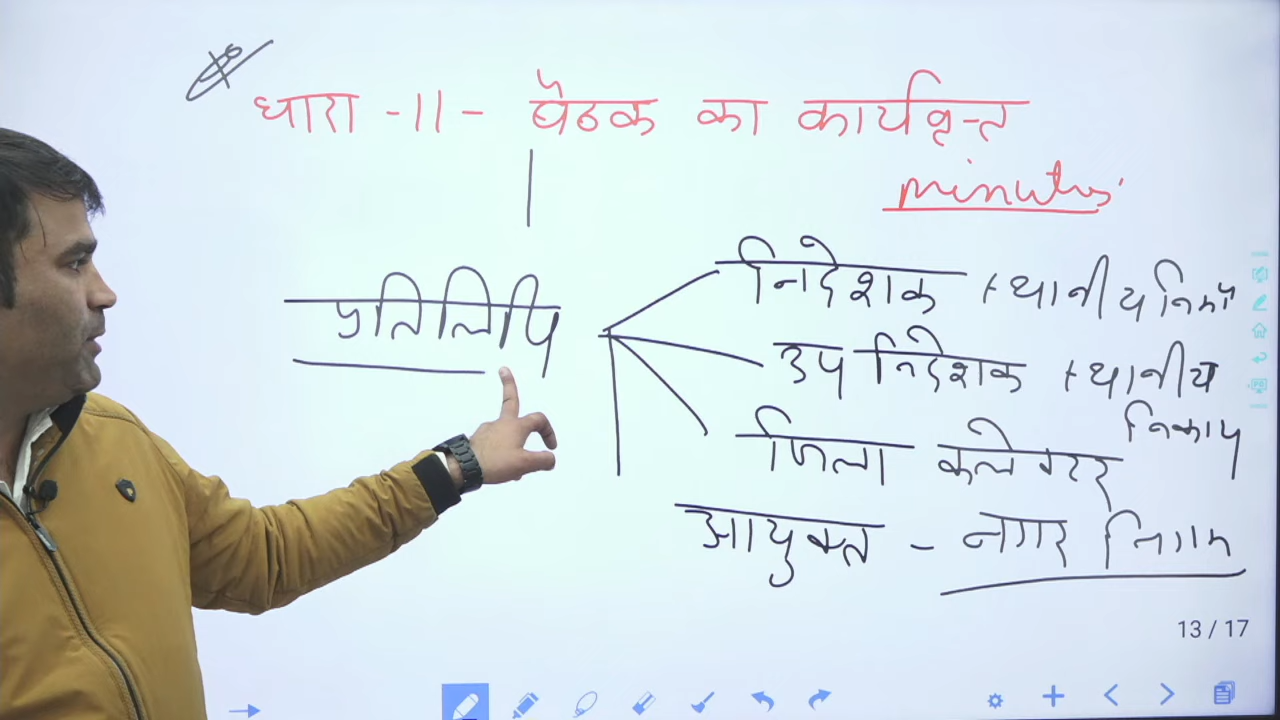 धारा -11- बैठक का कार्यवृन्त
minutes
निदेशक स्थानीय
प्रतिलिपि
उप निदेशक स्थानीय
निकाय
जिला कलेक्टर
आयुक्त - नगर निगम
13 / 17